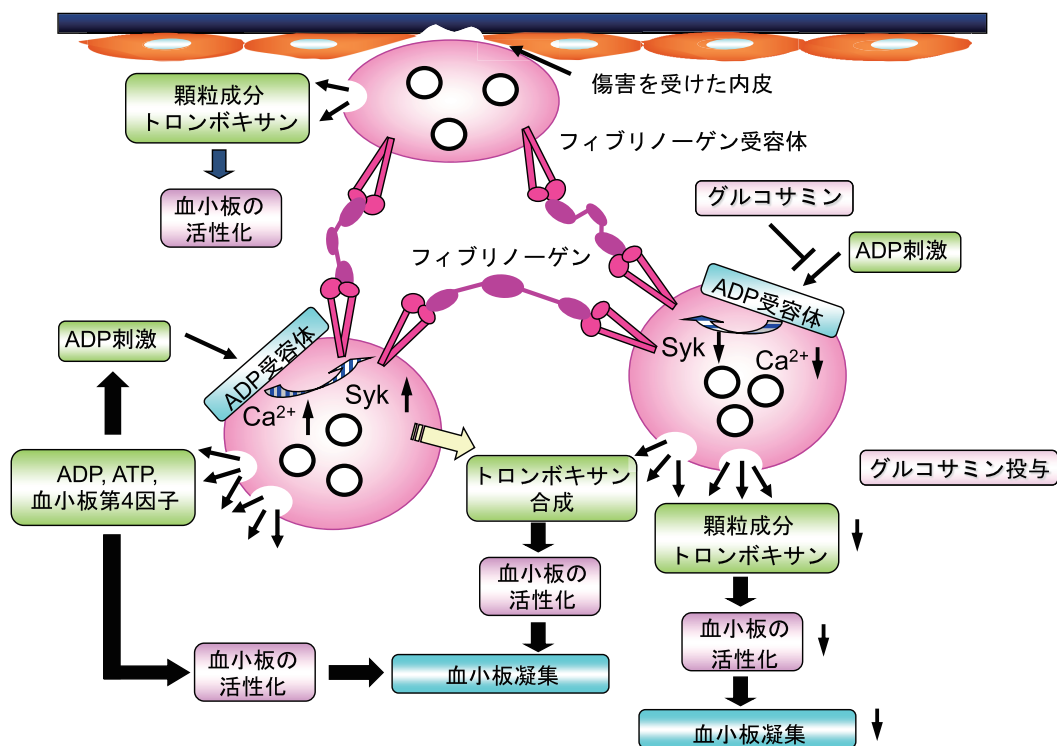 傷害を受けた内皮
顆粒成分
トロンボキサン
フィブリノーゲン受容体
血小板の
活性化
グルコサミン
フィブリノーゲン
ADP刺激
ADP受容体
ADP刺激
ADP受容体
Syk
Ca2+
Ca2+
Syk
ADP, ATP,
血小板第4因子
トロンボキサン
合成
グルコサミン投与
顆粒成分
トロンボキサン
血小板の
活性化
血小板の
活性化
血小板の
活性化
血小板凝集
血小板凝集